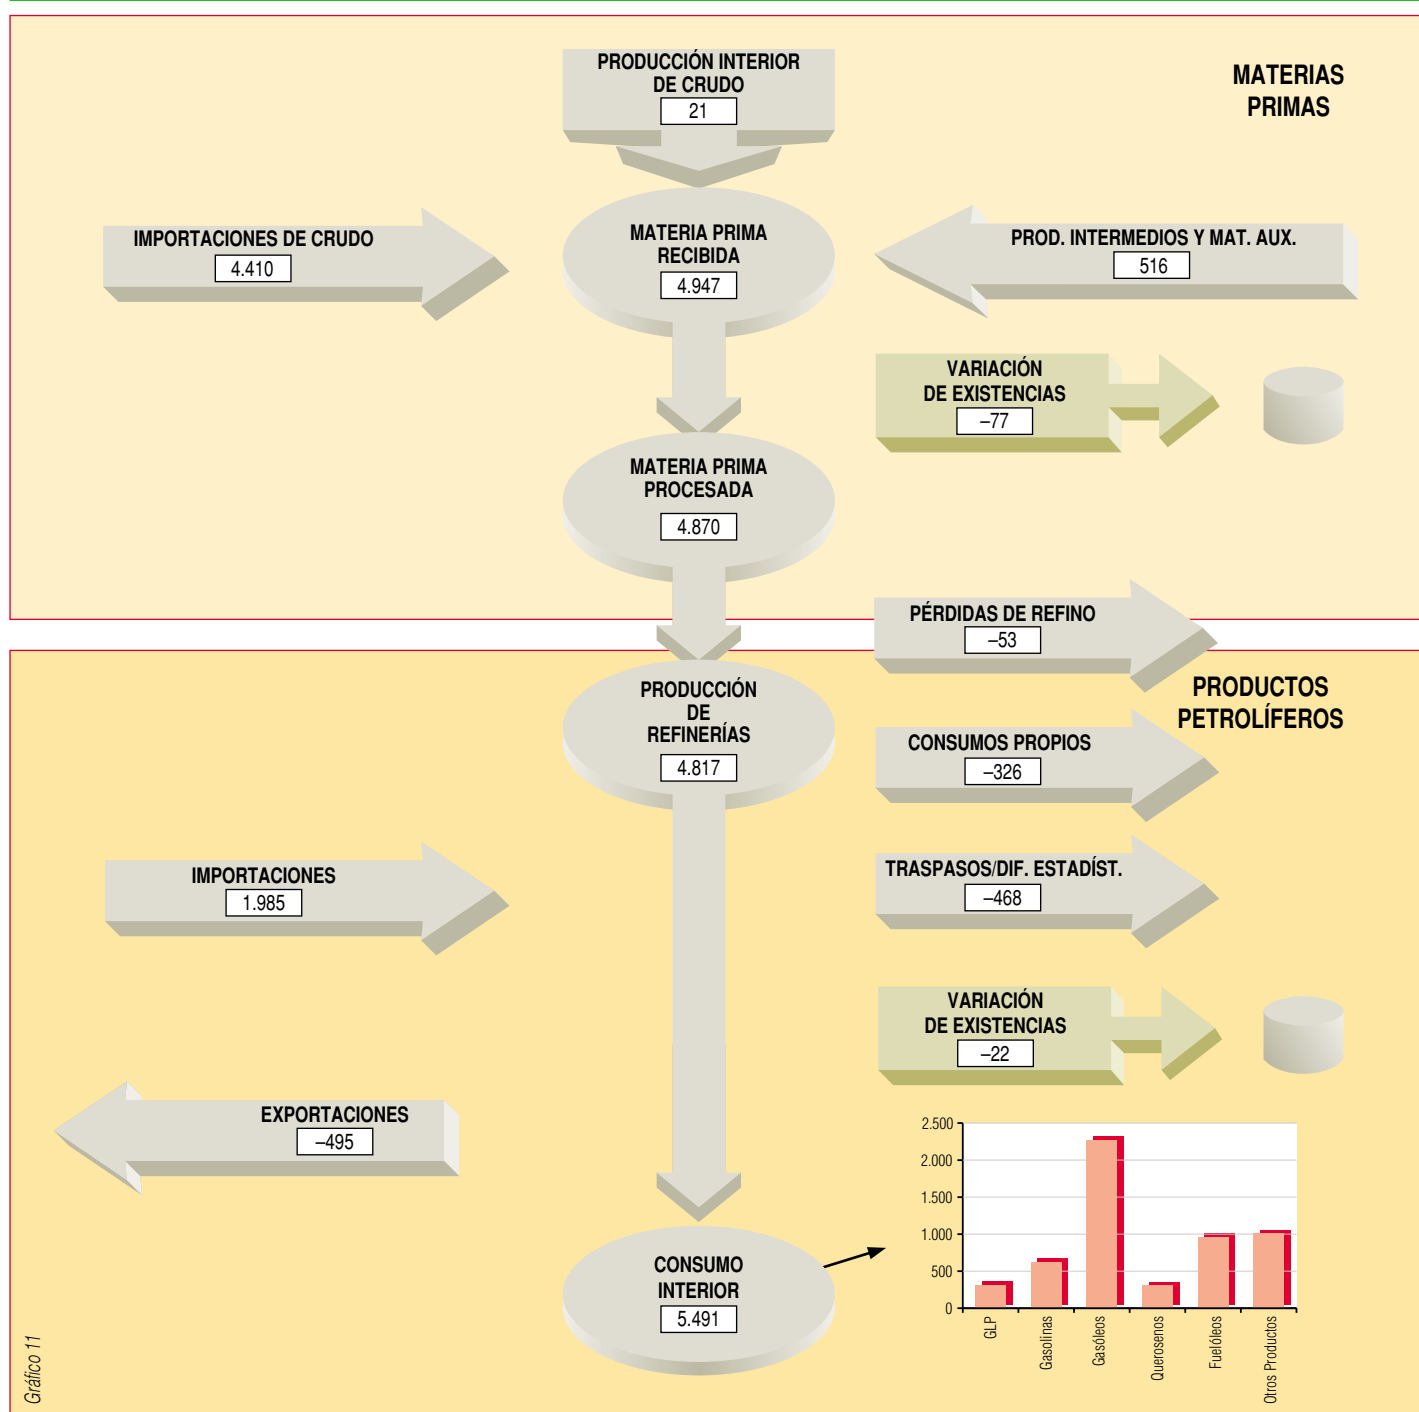 PRODUCCIÓN INTERIOR
DE CRUDO
21
MATERIAS
PRIMAS
IMPORTACIONES DE CRUDO
4.410
MATERIA PRIMA
RECIBIDA
4.947
PROD. INTERMEDIOS Y MAT. AUX.
516
VARIACIÓN
DE EXISTENCIAS
–77
MATERIA PRIMA
PROCESADA
4.870
PÉRDIDAS DE REFINO
–53
PRODUCTOS
PETROLÍFEROS
PRODUCCIÓN
DE
REFINERÍAS
4.817
CONSUMOS PROPIOS
–326
IMPORTACIONES
1.985
TRASPASOS/DIF. ESTADÍST.
–468
VARIACIÓN
DE EXISTENCIAS
–22
EXPORTACIONES
–495
CONSUMO
INTERIOR
5.491
2.500
2.000
1.500
1.000
500
0
GLP
Gasolinas
Gasóleos
Querosenos
Fuelóleos
Otros Productos
Gráfico 11